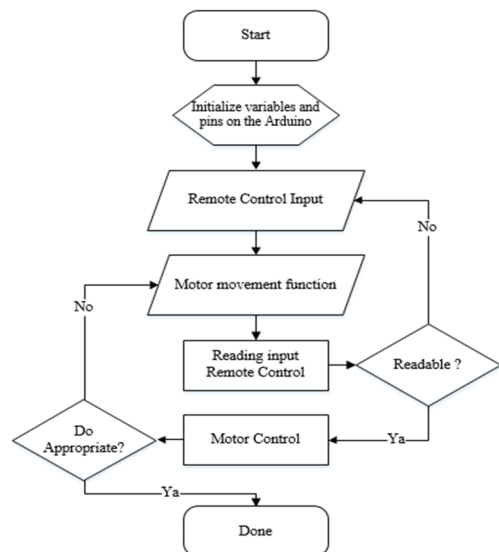 Start
Initialize variables and
pins on the Arduino
Remote Control Input
No
Motor movement function
No
Reading input
Remote Control
Readable ?
Do
Appropriate?
Motor Control
Ya
Ya
Done